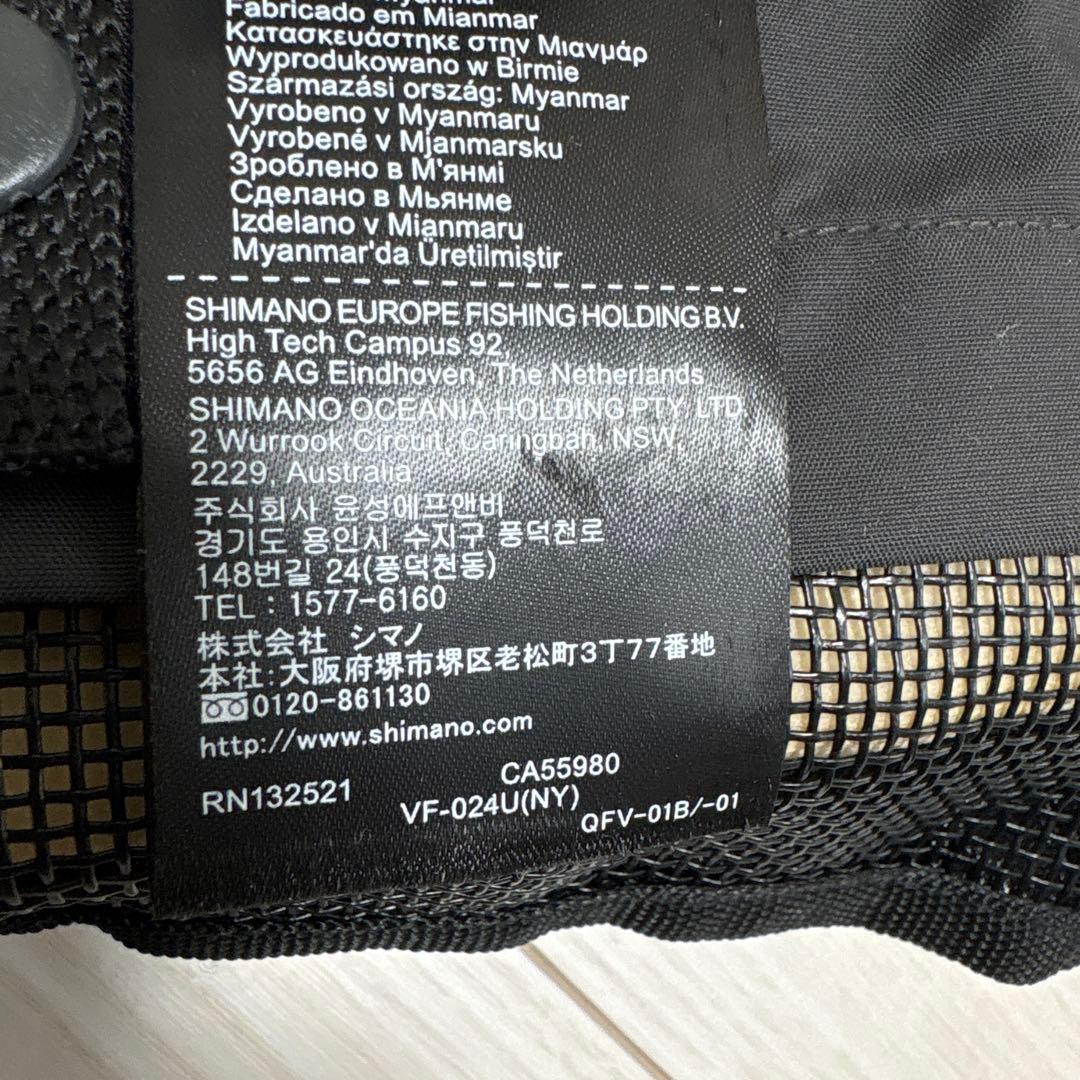 Fabricado em Mianmar
Κατασκευάστηκε στην Μιανμάρ
Wyprodukowano w Birmie
Származási ország: Myanmar
Vyrobeno v Myanmaru
Vyrobené v Mjanmarsku
Зроблено в М'янмі
Сделано в Мьянме
Izdelano v Mianmaru
Myanmar'da Üretilmiştir
SHIMANO EUROPE FISHING HOLDING B.V.
High Tech Campus 92,
5656 AG Eindhoven, The Netherlands
SHIMANO OCEANIA HOLDING PTY. LTD.
2 Wurrook Circuit, Caringbah, NSW,
2229, Australia
주식회사 윤성에프앤비
경기도 용인시 수지구 풍덕천로
148번길 24(풍덕천동)
TEL : 1577-6160
株式会社 シマノ
本社:大阪府堺市堺区老松町3丁77番地
0120-861130
http://www.shimano.com
RN132521 CA55980
VF-024U(NY)
QFV-01B/-01